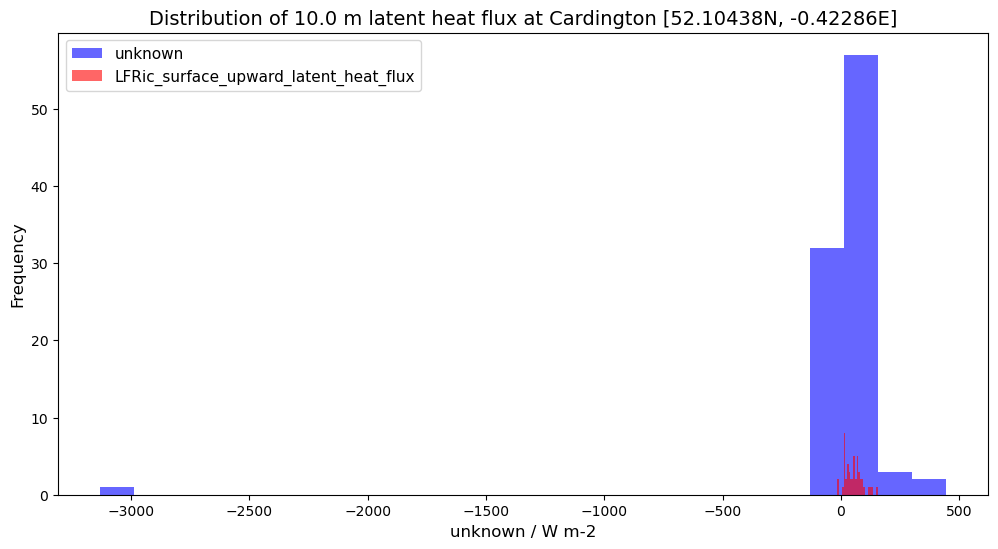 Distribution of 10.0 m latent heat flux at Cardington [52.10438N, -0.42286E]
unknown
LFRic_surface_upward_latent_heat_flux
50
40
30
20
10
0
Frequency
−3000 −2500 −2000 −1500 −1000 −500 0 500
unknown / W m-2